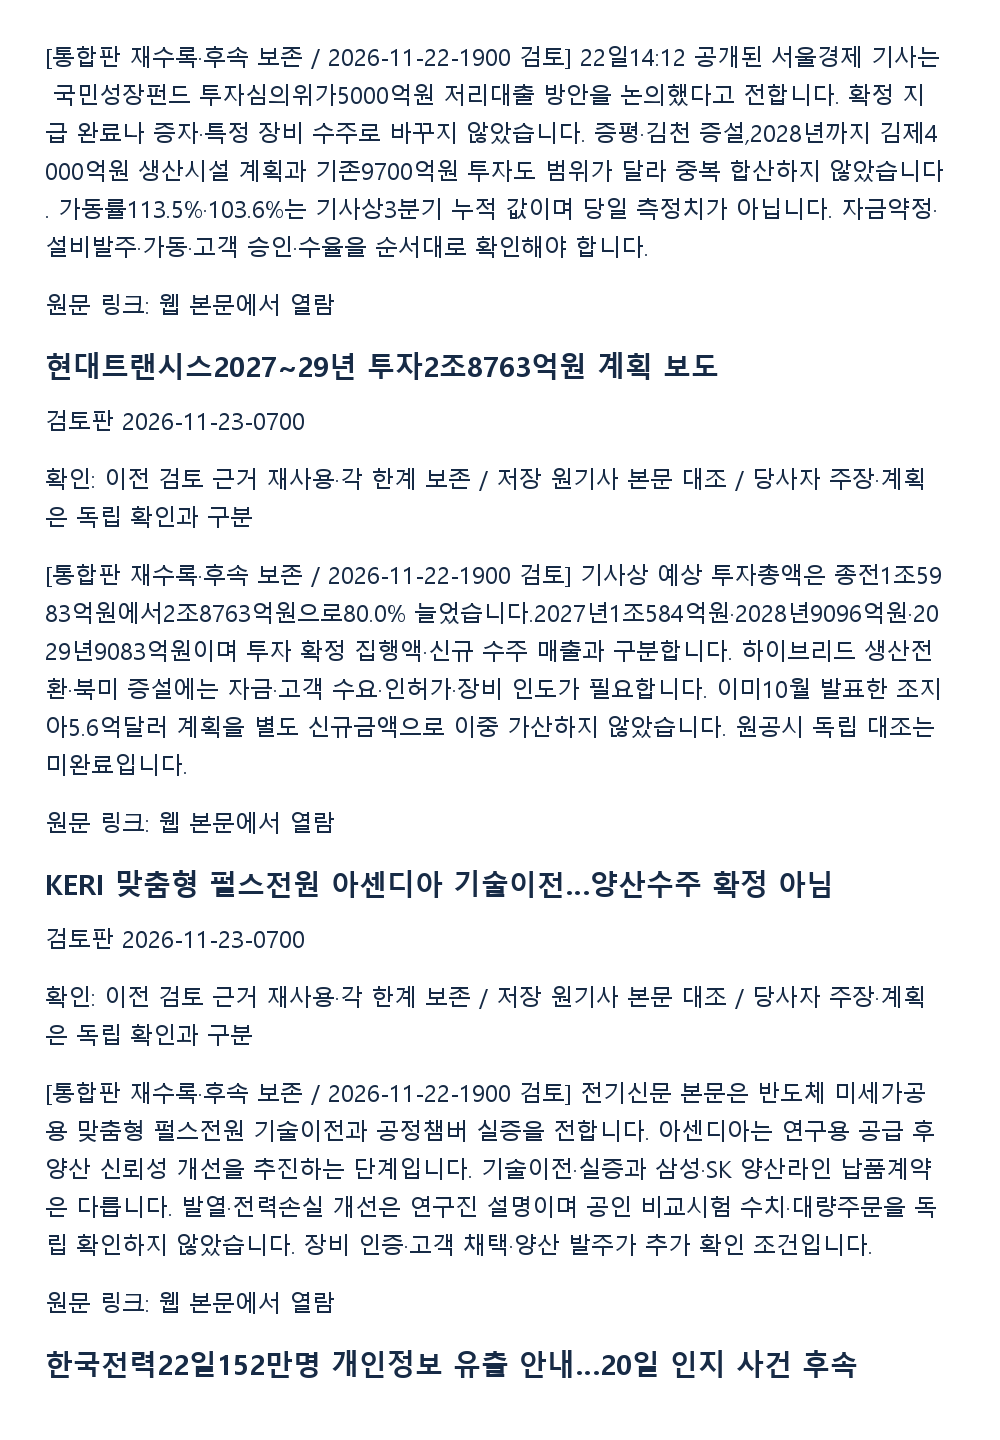 [통합판 재수록·후속 보존 / 2026-11-22-1900 검토] 22일14:12 공개된 서울경제 기사는
국민성장펀드 투자심의위가5000억원 저리대출 방안을 논의했다고 전합니다. 확정 지
급 완료나 증자·특정 장비 수주로 바꾸지 않았습니다. 증평·김천 증설,2028년까지 김제4
000억원 생산시설 계획과 기존9700억원 투자도 범위가 달라 중복 합산하지 않았습니다
. 가동률113.5%·103.6%는 기사상3분기 누적 값이며 당일 측정치가 아닙니다. 자금약정·
설비발주·가동·고객 승인·수율을 순서대로 확인해야 합니다.
원문 링크: 웹 본문에서 열람
현대트랜시스2027~29년 투자2조8763억원 계획 보도
검토판 2026-11-23-0700
확인: 이전 검토 근거 재사용·각 한계 보존 / 저장 원기사 본문 대조 / 당사자 주장·계획
은 독립 확인과 구분
[통합판 재수록·후속 보존 / 2026-11-22-1900 검토] 기사상 예상 투자총액은 종전1조59
83억원에서2조8763억원으로80.0% 늘었습니다.2027년1조584억원·2028년9096억원·20
29년9083억원이며 투자 확정 집행액·신규 수주 매출과 구분합니다. 하이브리드 생산전
환·북미 증설에는 자금·고객 수요·인허가·장비 인도가 필요합니다. 이미10월 발표한 조지
아5.6억달러 계획을 별도 신규금액으로 이중 가산하지 않았습니다. 원공시 독립 대조는
미완료입니다.
원문 링크: 웹 본문에서 열람
KERI 맞춤형 펄스전원 아센디아 기술이전…양산수주 확정 아님
검토판 2026-11-23-0700
확인: 이전 검토 근거 재사용·각 한계 보존 / 저장 원기사 본문 대조 / 당사자 주장·계획
은 독립 확인과 구분
[통합판 재수록·후속 보존 / 2026-11-22-1900 검토] 전기신문 본문은 반도체 미세가공
용 맞춤형 펄스전원 기술이전과 공정챔버 실증을 전합니다. 아센디아는 연구용 공급 후
양산 신뢰성 개선을 추진하는 단계입니다. 기술이전·실증과 삼성·SK 양산라인 납품계약
은 다릅니다. 발열·전력손실 개선은 연구진 설명이며 공인 비교시험 수치·대량주문을 독
립 확인하지 않았습니다. 장비 인증·고객 채택·양산 발주가 추가 확인 조건입니다.
원문 링크: 웹 본문에서 열람
한국전력22일152만명 개인정보 유출 안내…20일 인지 사건 후속